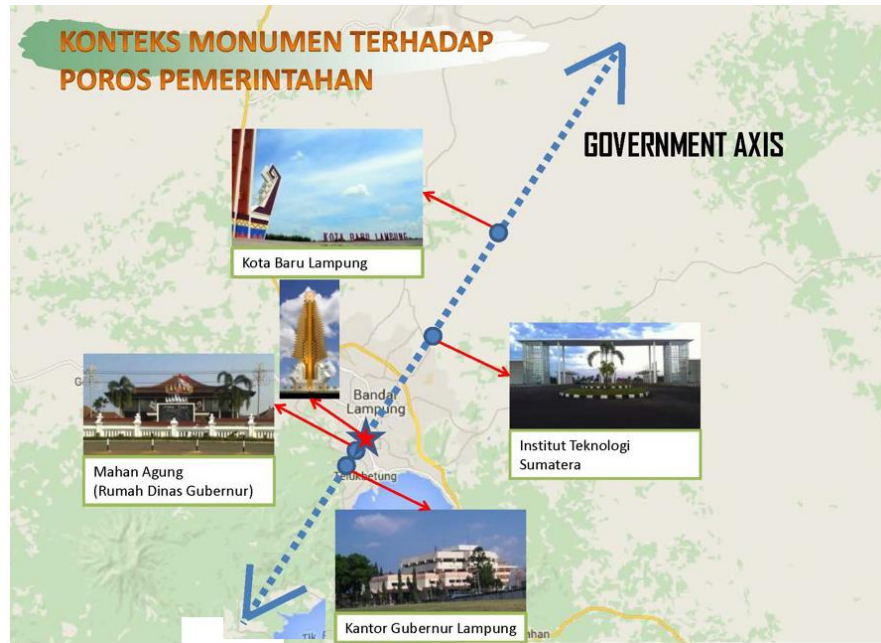 KONTEKS MONUMEN TERHADAP
POROS PEMERINTAHAN
GOVERNMENT AXIS
KOTA BARU LAMPUNG
Kota Baru Lampung
Bandar
Lampung
Institut Teknologi
Sumatera
Mahan Agung
(Rumah Dinas Gubernur)
Telukbetung
Kantor Gubernur Lampung